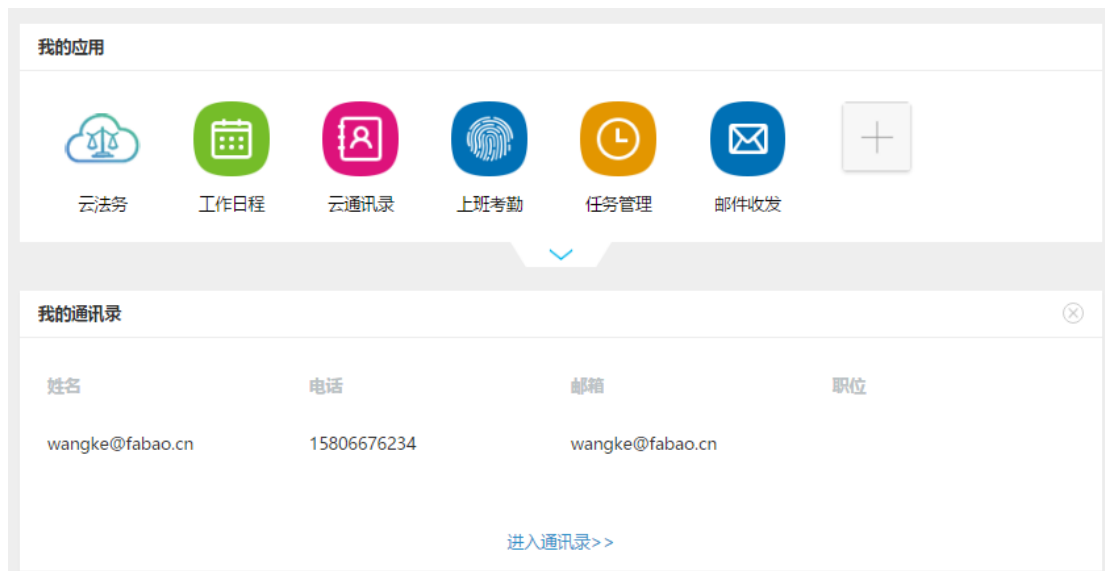 我的应用
云法务 工作日程 云通讯录 上班考勤 任务管理 邮件收发
我的通讯录
姓名 电话 邮箱 职位
wangke@fabao.cn 15806676234 wangke@fabao.cn
进入通讯录>>